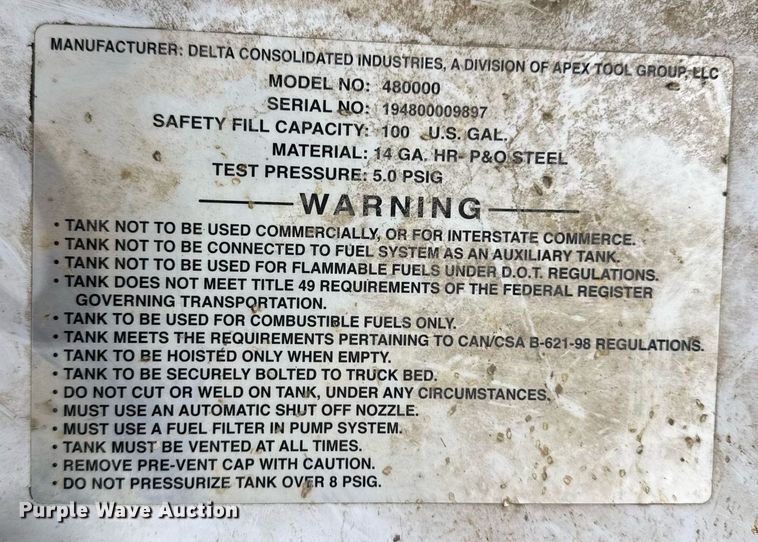 MANUFACTURER: DELTA CONSOLIDATED INDUSTRIES, A DIVISION OF APEX TOOL GROUP, LLC
MODEL NO: 480000
SERIAL NO: 194800009897
SAFETY FILL CAPACITY: 100 U.S. GAL.
MATERIAL: 14 GA. HR- P&O STEEL
TEST PRESSURE: 5.0 PSIG
WARNING
• TANK NOT TO BE USED COMMERCIALLY, OR FOR INTERSTATE COMMERCE.
• TANK NOT TO BE CONNECTED TO FUEL SYSTEM AS AN AUXILIARY TANK.
• TANK NOT TO BE USED FOR FLAMMABLE FUELS UNDER D.O.T. REGULATIONS.
• TANK DOES NOT MEET TITLE 49 REQUIREMENTS OF THE FEDERAL REGISTER
GOVERNING TRANSPORTATION.
• TANK TO BE USED FOR COMBUSTIBLE FUELS ONLY.
• TANK MEETS THE REQUIREMENTS PERTAINING TO CAN/CSA B-621-98 REGULATIONS.
• TANK TO BE HOISTED ONLY WHEN EMPTY.
• TANK TO BE SECURELY BOLTED TO TRUCK BED.
• DO NOT CUT OR WELD ON TANK, UNDER ANY CIRCUMSTANCES.
• MUST USE AN AUTOMATIC SHUT OFF NOZZLE.
• MUST USE A FUEL FILTER IN PUMP SYSTEM.
• TANK MUST BE VENTED AT ALL TIMES.
• REMOVE PRE-VENT CAP WITH CAUTION.
• DO NOT PRESSURIZE TANK OVER 8 PSIG.
Purple Wave Auction